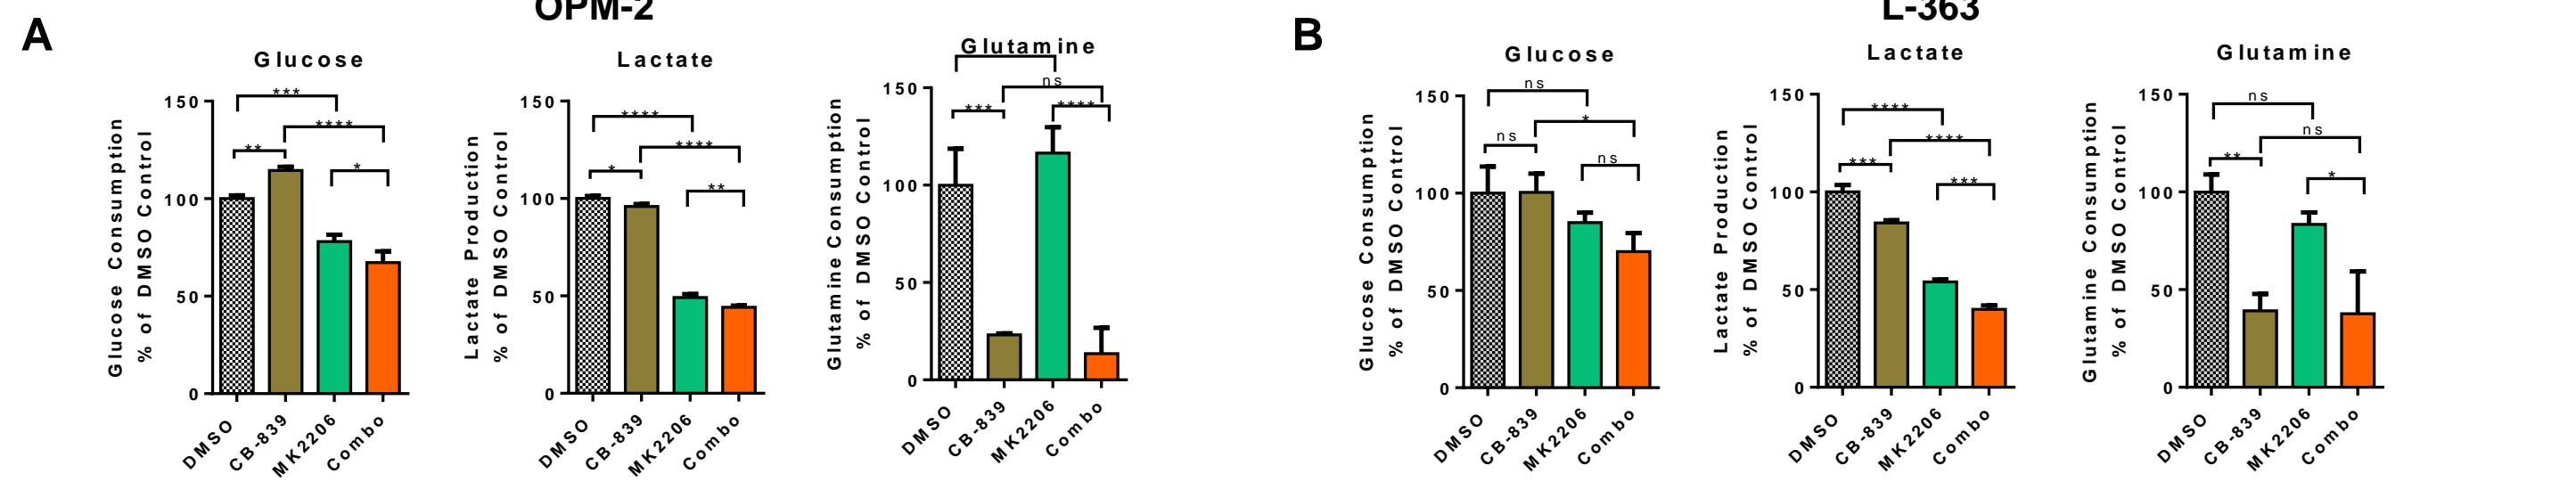 OPM-2
A
Glucose
Glucose Consumption
% of DMSO Control
150
100
50
0
***
****
**
*
DMSO
CB-839
MK2206
Combo
Lactate
Lactate Production
% of DMSO Control
150
100
50
0
****
****
*
**
DMSO
CB-839
MK2206
Combo
Glutamine
Glutamine Consumption
% of DMSO Control
150
100
50
0
ns
***
****
DMSO
CB-839
MK2206
Combo
L-363
B
Glucose
Glucose Consumption
% of DMSO Control
150
100
50
0
ns
*
ns
ns
DMSO
CB-839
MK2206
Combo
Lactate
Lactate Production
% of DMSO Control
150
100
50
0
****
****
***
***
DMSO
CB-839
MK2206
Combo
Glutamine
Glutamine Consumption
% of DMSO Control
150
100
50
0
ns
ns
**
*
DMSO
CB-839
MK2206
Combo